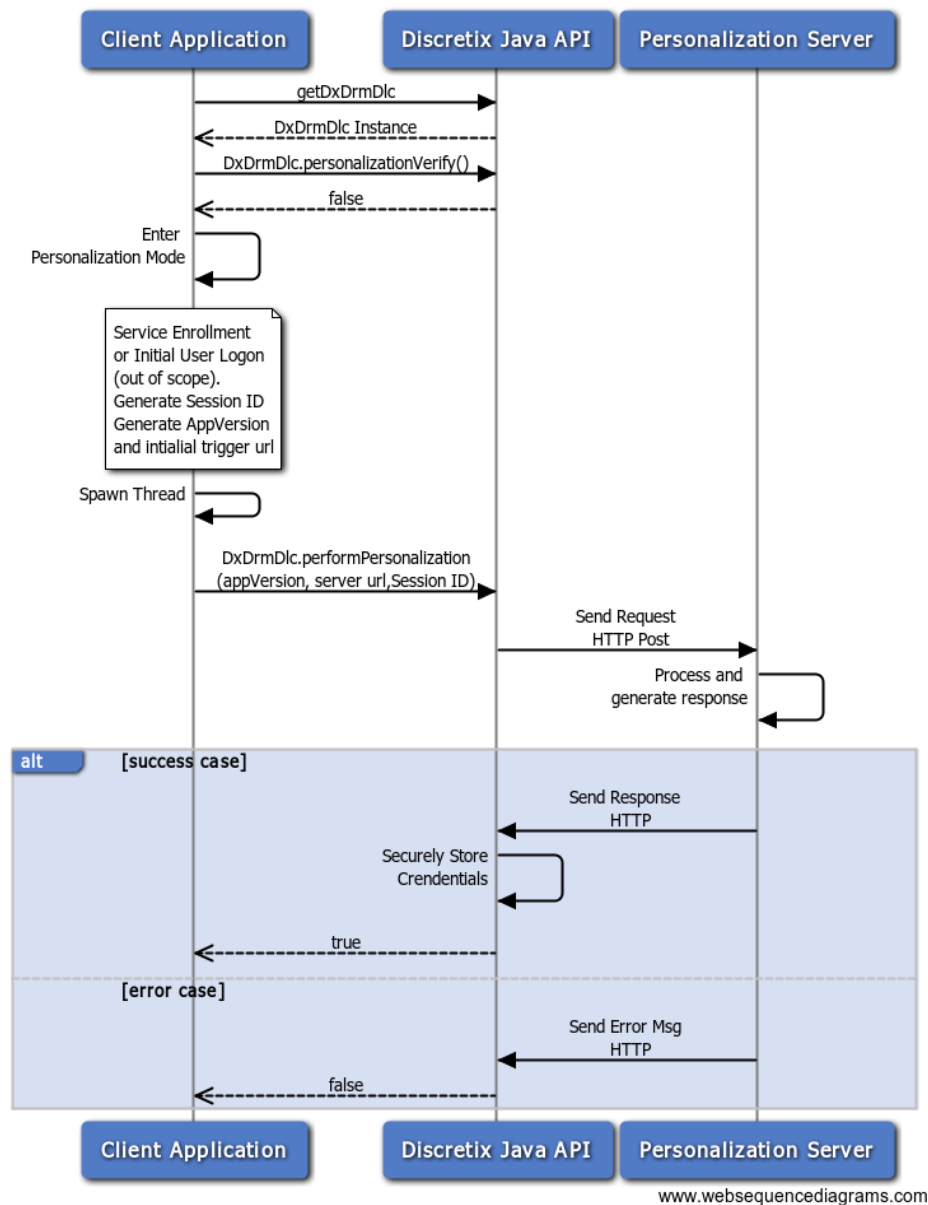 Client Application
Discretix Java API
Personalization Server
getDxDrmDlc
DxDrmDlc Instance
DxDrmDlc.personalizationVerify()
false
Enter
Personalization Mode
Service Enrollment
or Initial User Logon
(out of scope).
Generate Session ID
Generate AppVersion
and intialial trigger url
Spawn Thread
DxDrmDlc.performPersonalization
(appVersion, server url,Session ID)
Send Request
HTTP Post
Process and
generate response
alt
[success case]
Send Response
HTTP
Securely Store
Crendentials
true
[error case]
Send Error Msg
HTTP
false
Client Application
Discretix Java API
Personalization Server
www.websequencediagrams.com